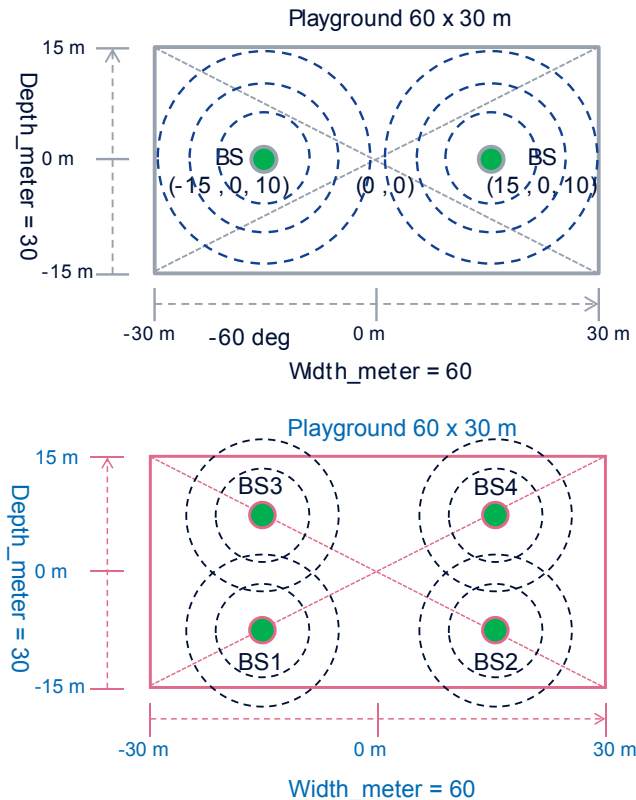 Playground 60 x 30 m
15 m
Depth_meter = 30
0 m
BS
BS
(-15 , 0, 10)
(0 , 0)
(15 , 0, 10)
-15 m
-30 m
-60 deg
0 m
30 m
Width_meter = 60
Playground 60 x 30 m
15 m
BS3
BS4
Depth_meter = 30
0 m
BS1
BS2
-15 m
-30 m
0 m
30 m
Width_meter = 60